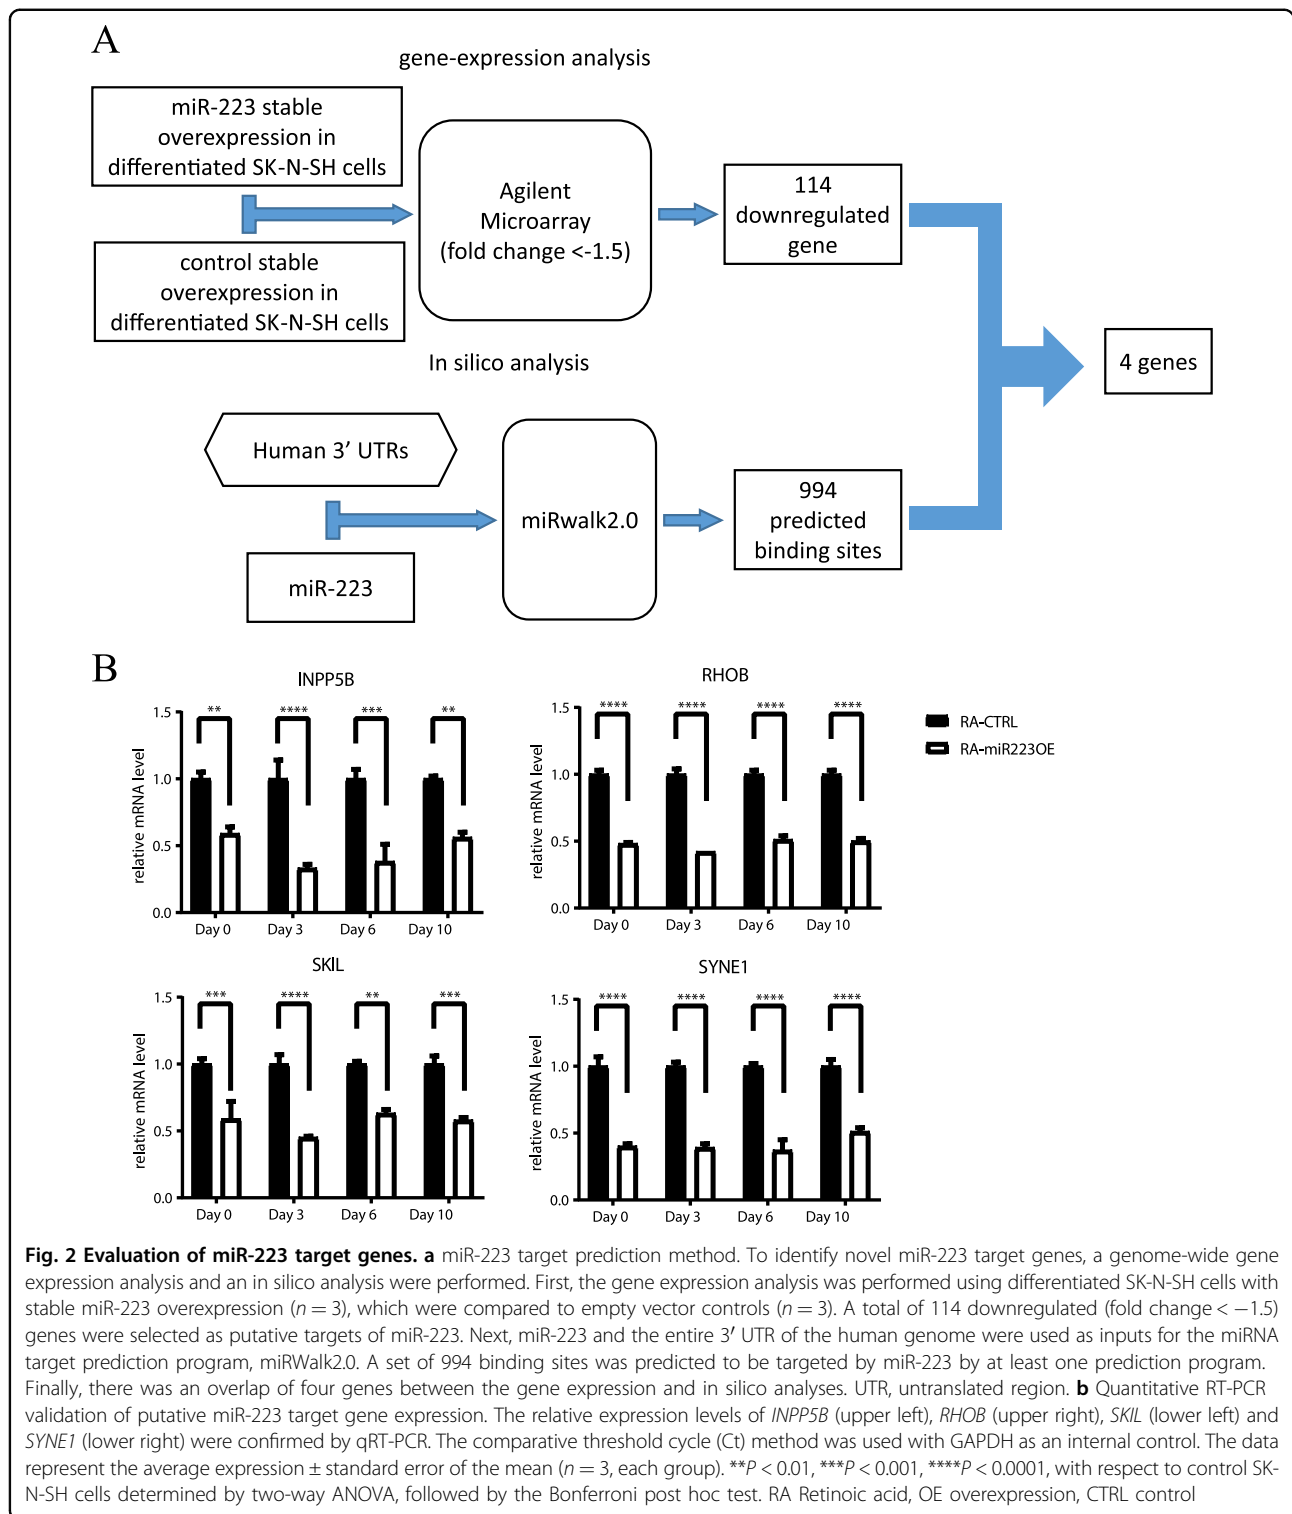 A
gene-expression analysis
miR-223 stable
overexpression in
differentiated SK-N-SH cells
control stable
overexpression in
differentiated SK-N-SH cells
Agilent
Microarray
(fold change <-1.5)
114
downregulated
gene
4 genes
In silico analysis
Human 3′ UTRs
miR-223
miRwalk2.0
994
predicted
binding sites
B
INPP5B
relative mRNA level
1.5
1.0
0.5
0.0
** **** *** **
Day 0 Day 3 Day 6 Day 10
RHOB
relative mRNA level
1.5
1.0
0.5
0.0
**** **** **** ****
Day 0 Day 3 Day 6 Day 10
RA-CTRL
RA-miR223OE
SKIL
relative mRNA level
1.5
1.0
0.5
0.0
*** **** ** ***
Day 0 Day 3 Day 6 Day 10
SYNE1
relative mRNA level
1.5
1.0
0.5
0.0
**** **** **** ****
Day 0 Day 3 Day 6 Day 10
Fig. 2 Evaluation of miR-223 target genes. a miR-223 target prediction method. To identify novel miR-223 target genes, a genome-wide gene
expression analysis and an in silico analysis were performed. First, the gene expression analysis was performed using differentiated SK-N-SH cells with
stable miR-223 overexpression (n = 3), which were compared to empty vector controls (n = 3). A total of 114 downregulated (fold change < −1.5)
genes were selected as putative targets of miR-223. Next, miR-223 and the entire 3′ UTR of the human genome were used as inputs for the miRNA
target prediction program, miRWalk2.0. A set of 994 binding sites was predicted to be targeted by miR-223 by at least one prediction program.
Finally, there was an overlap of four genes between the gene expression and in silico analyses. UTR, untranslated region. b Quantitative RT-PCR
validation of putative miR-223 target gene expression. The relative expression levels of INPP5B (upper left), RHOB (upper right), SKIL (lower left) and
SYNE1 (lower right) were confirmed by qRT-PCR. The comparative threshold cycle (Ct) method was used with GAPDH as an internal control. The data
represent the average expression ± standard error of the mean (n = 3, each group). **P < 0.01, ***P < 0.001, ****P < 0.0001, with respect to control SK-
N-SH cells determined by two-way ANOVA, followed by the Bonferroni post hoc test. RA Retinoic acid, OE overexpression, CTRL control